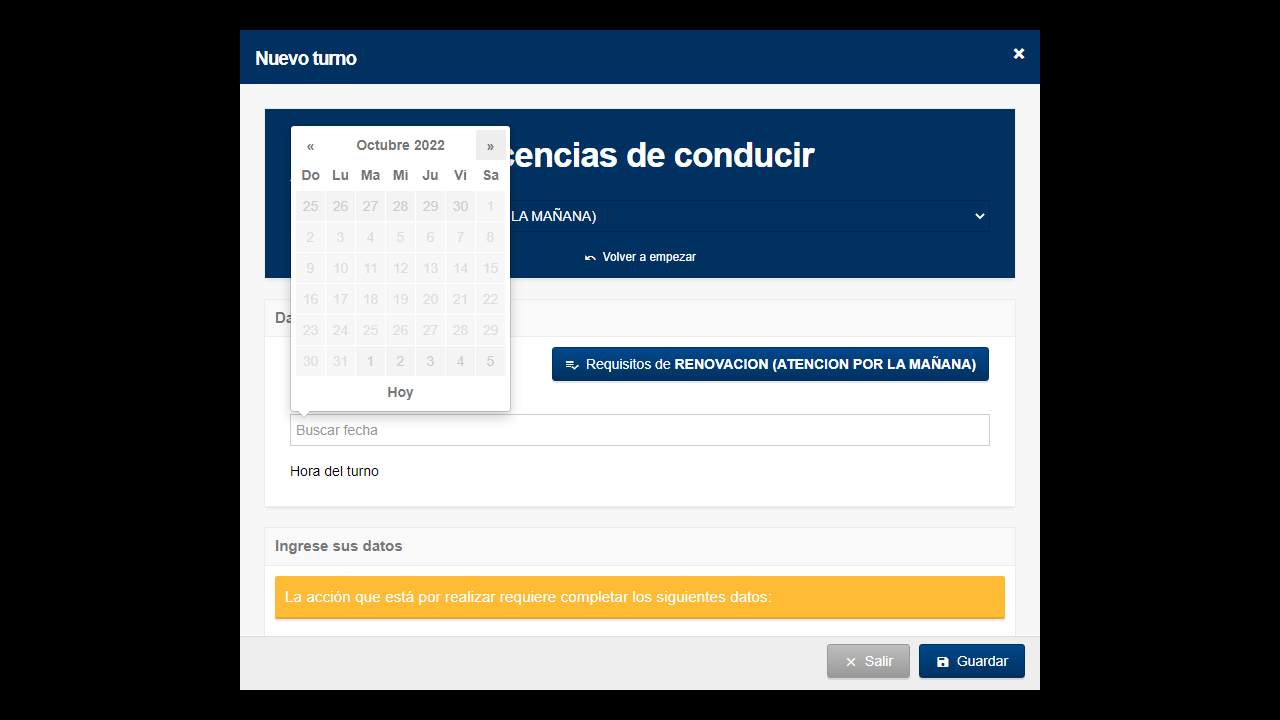 Nuevo turno
×
cencias de conducir
« Octubre 2022 »
Do Lu Ma Mi Ju Vi Sa
25 26 27 28 29 30 1
2 3 4 5 6 7 8
9 10 11 12 13 14 15
16 17 18 19 20 21 22
23 24 25 26 27 28 29
30 31 1 2 3 4 5
Hoy
LA MAÑANA)
Volver a empezar
Da
Requisitos de RENOVACION (ATENCION POR LA MAÑANA)
Buscar fecha
Hora del turno
Ingrese sus datos
La acción que está por realizar requiere completar los siguientes datos:
Salir
Guardar